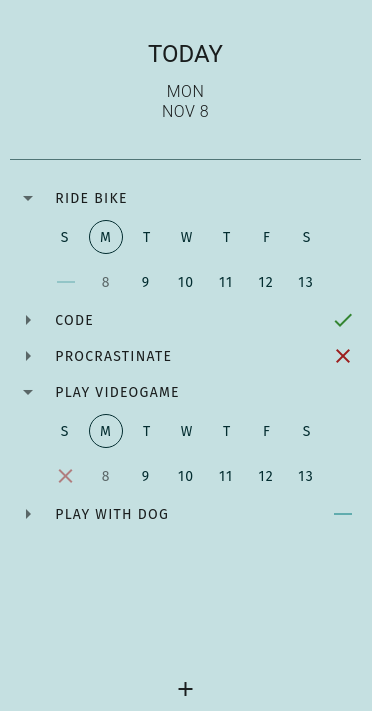 TODAY
MON
NOV 8
RIDE BIKE
S M T W T F S
8 9 10 11 12 13
CODE
PROCRASTINATE
PLAY VIDEOGAME
S M T W T F S
8 9 10 11 12 13
PLAY WITH DOG
+